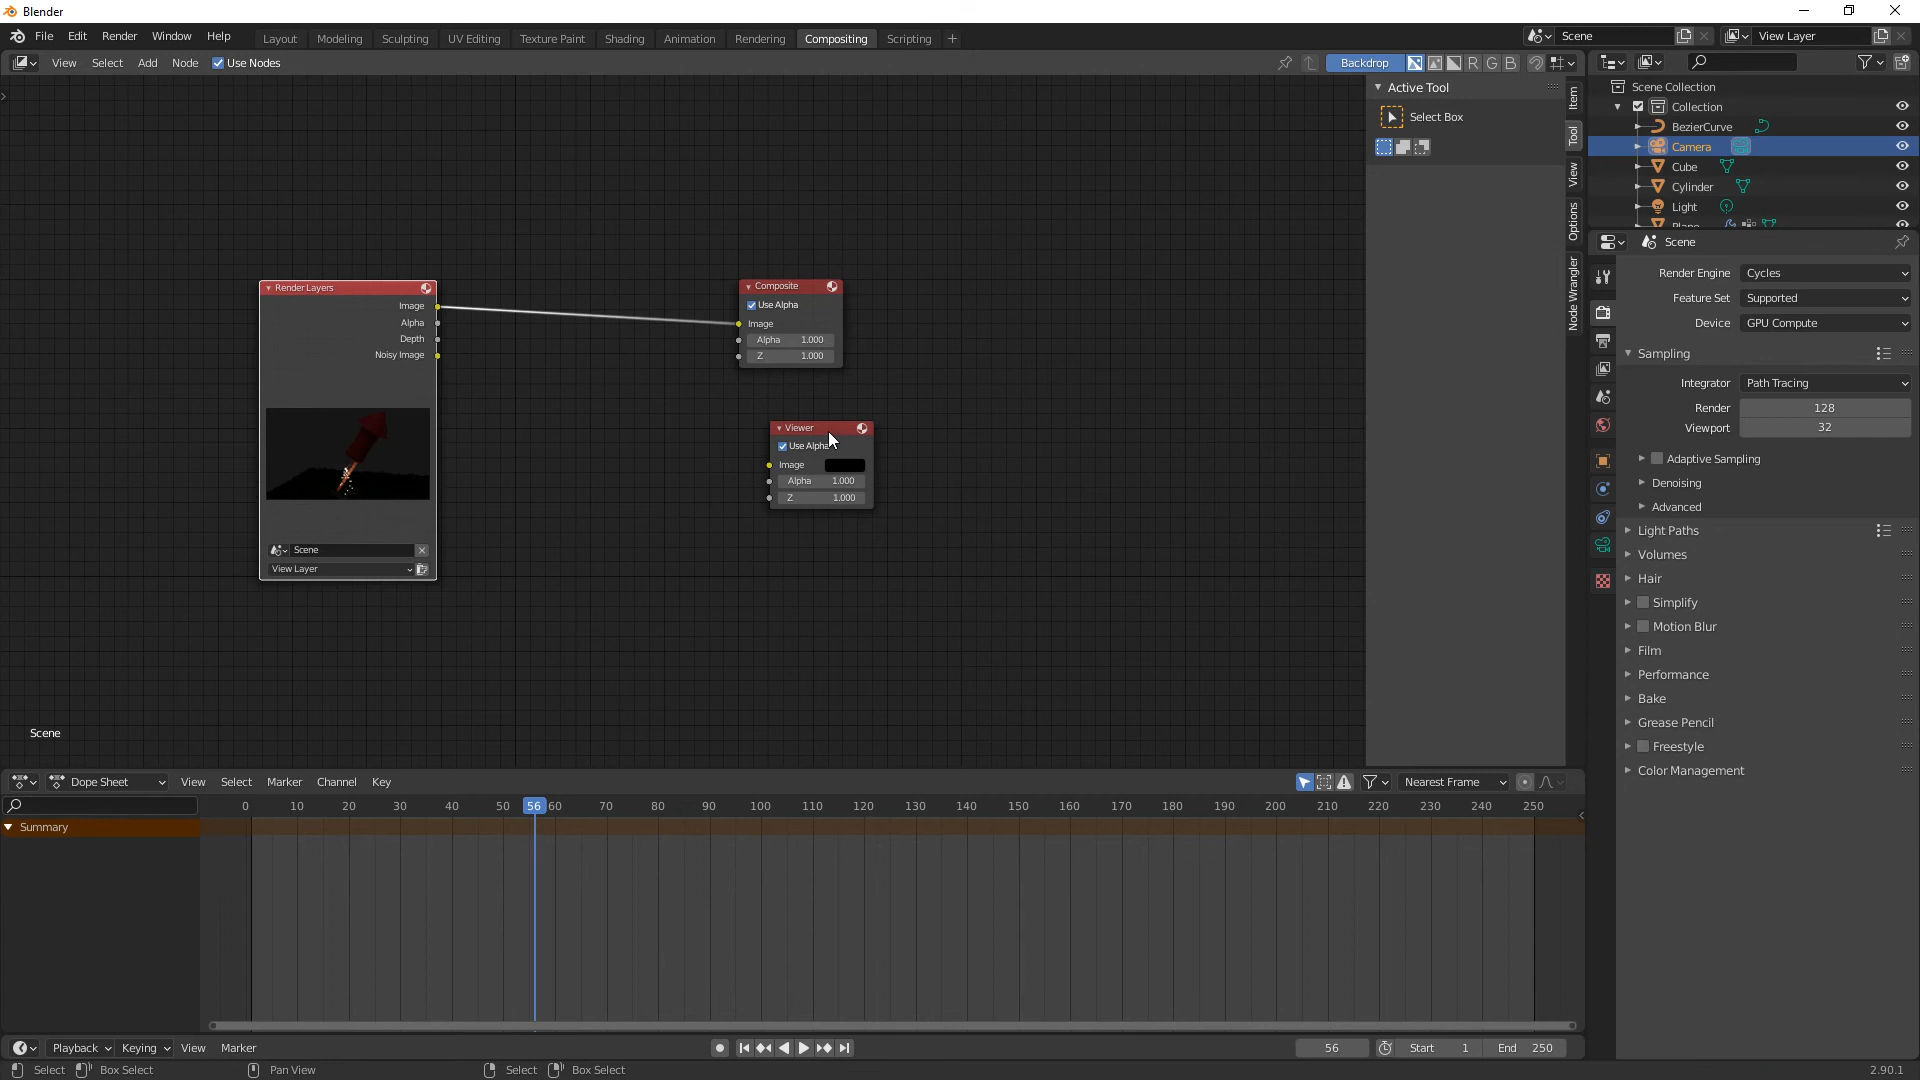 Blender
File Edit Render Window Help Layout Modeling Sculpting UV Editing Texture Paint Shading Animation Rendering Compositing Scripting Scene View Layer
View Select Add Node Use Nodes Backdrop R G B
Active Tool
Select Box
Item
Tool
View
Options
Node Wrangler
Scene Collection
Collection
BezierCurve
Camera
Cube
Cylinder
Light
Plane
Scene
Render Engine Cycles
Feature Set Supported
Device GPU Compute
Sampling
Integrator Path Tracing
Render 128
Viewport 32
Adaptive Sampling
Denoising
Advanced
Light Paths
Volumes
Hair
Simplify
Motion Blur
Film
Performance
Bake
Grease Pencil
Freestyle
Color Management
Render Layers
Image
Alpha
Depth
Noisy Image
Scene
View Layer
Composite
Use Alpha
Image
Alpha 1.000
Z 1.000
Viewer
Use Alpha
Image
Alpha 1.000
Z 1.000
Scene
Dope Sheet View Select Marker Channel Key Nearest Frame
0 10 20 30 40 50 56 60 70 80 90 100 110 120 130 140 150 160 170 180 190 200 210 220 230 240 250
Summary
Playback Keying View Marker 56 Start 1 End 250
Select Box Select Pan View Select Box Select 2.90.1